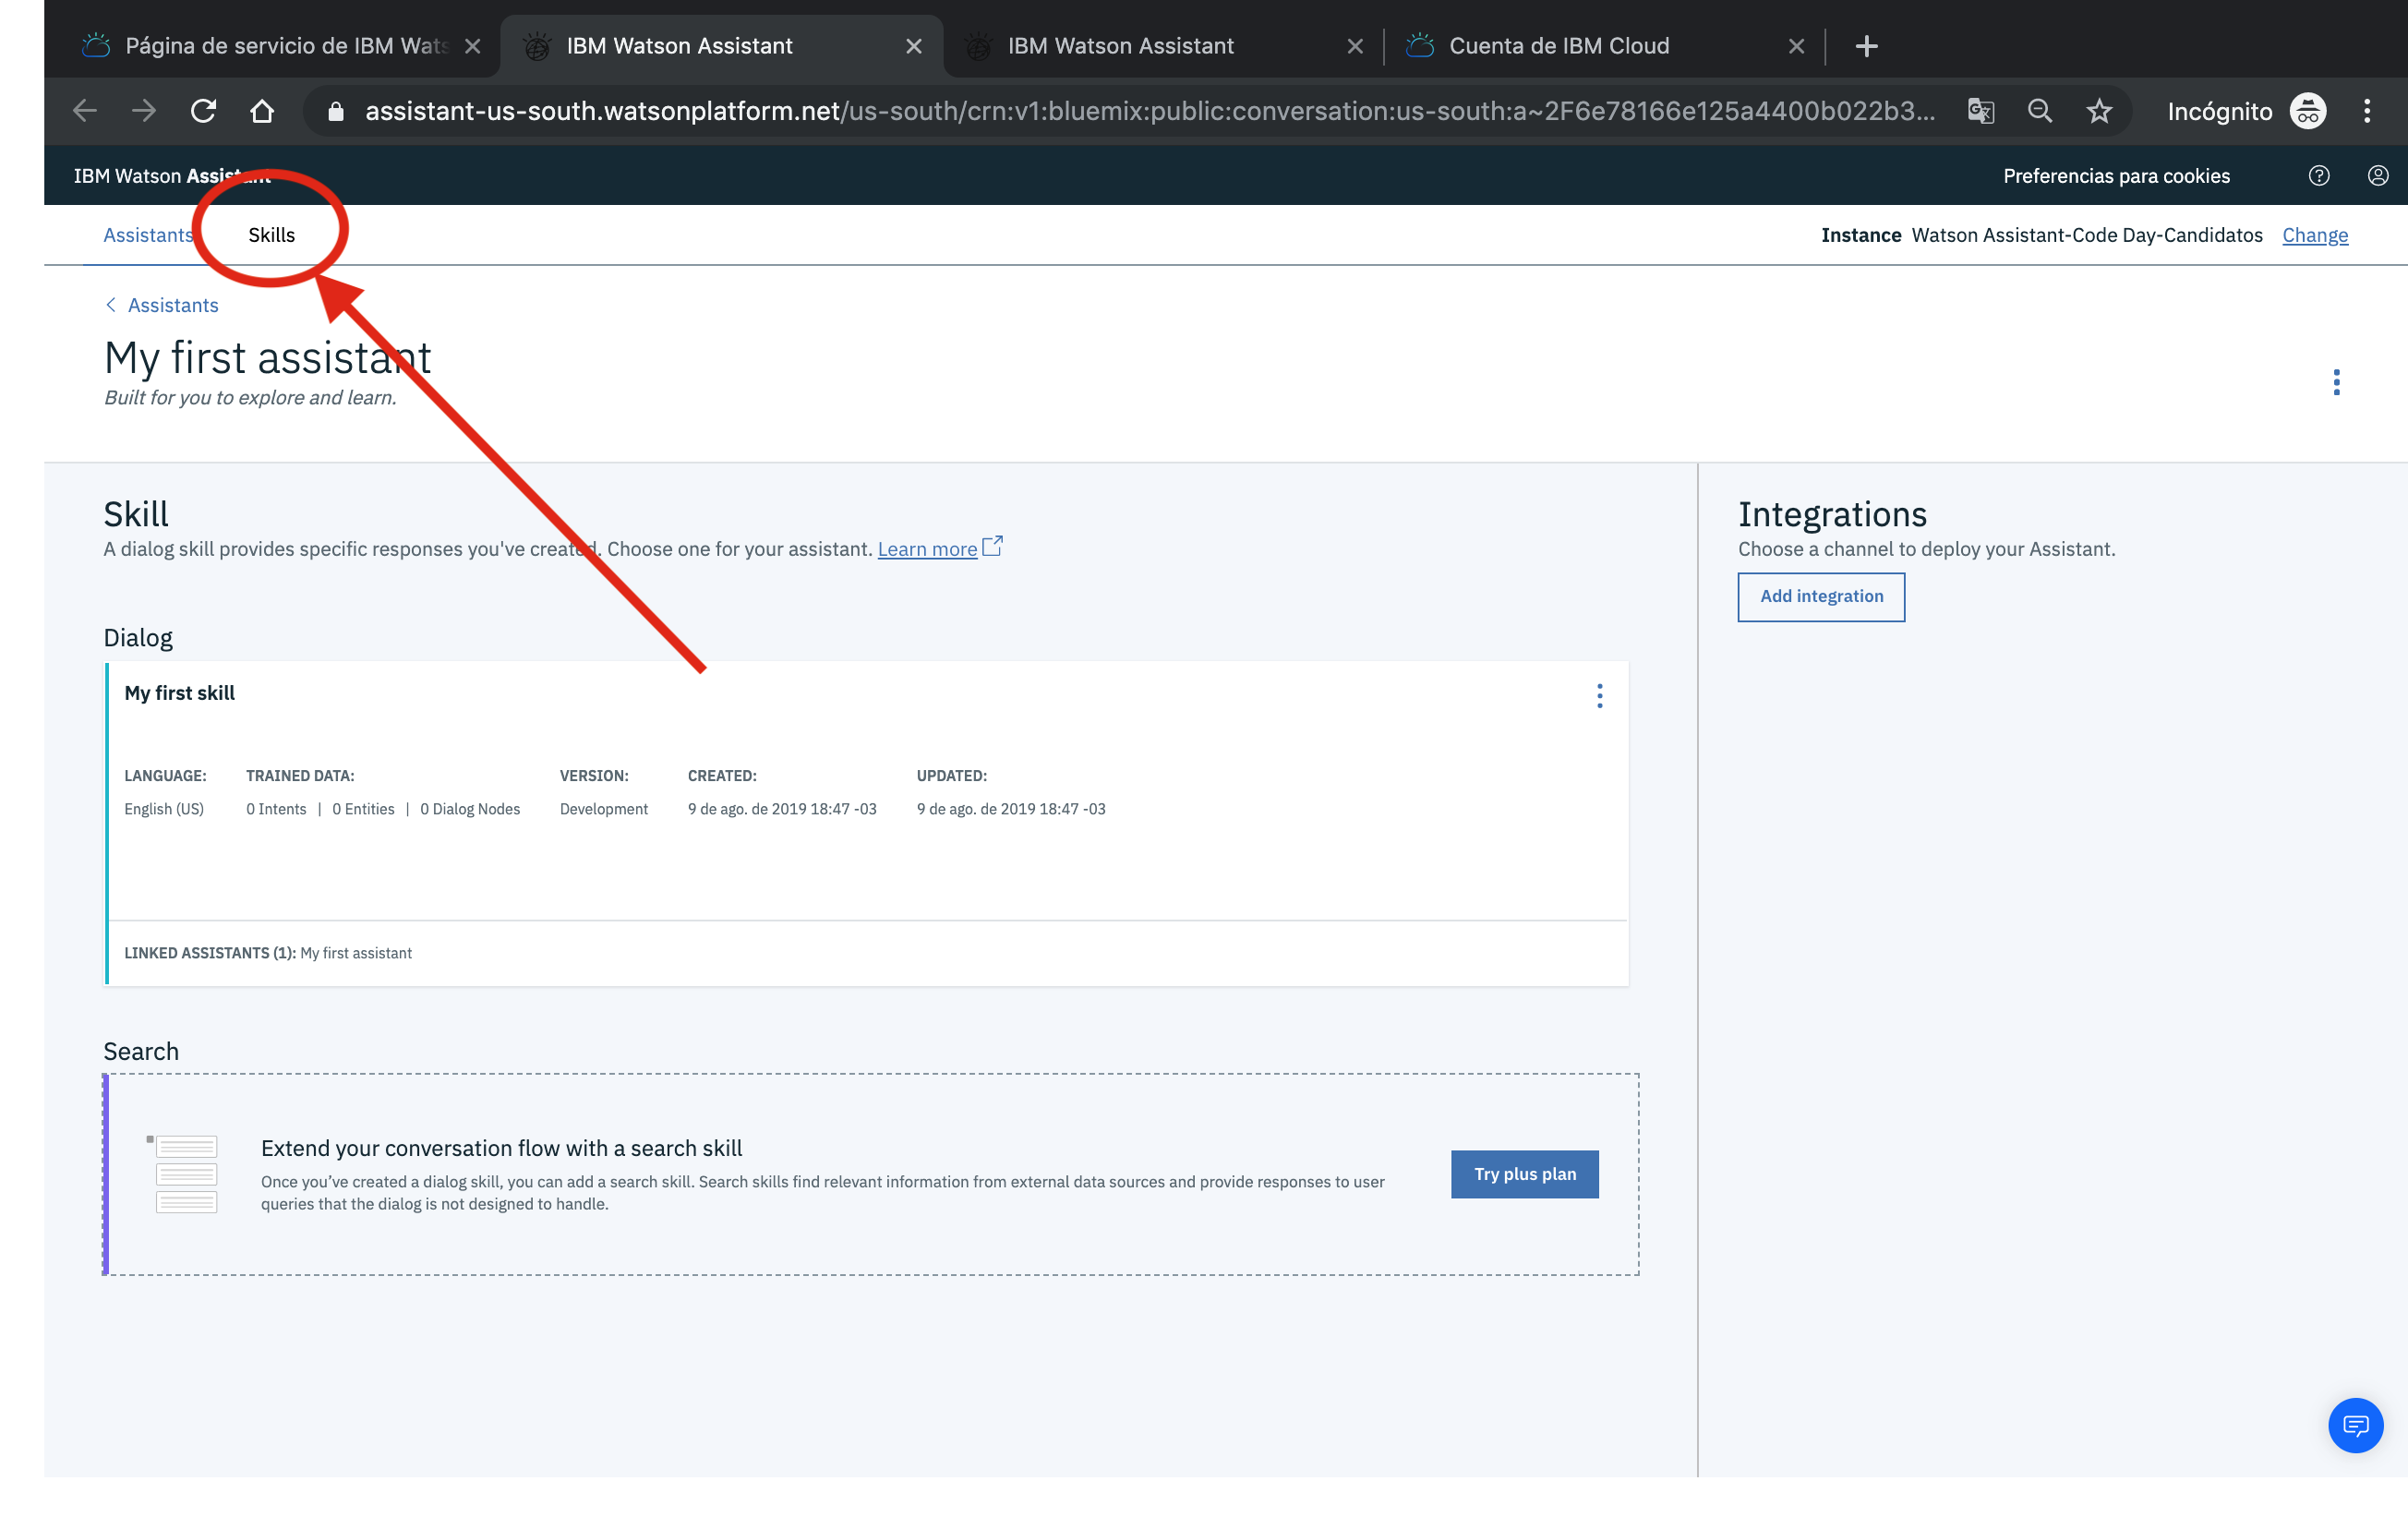 Página de servicio de IBM Wats
IBM Watson Assistant
IBM Watson Assistant
Cuenta de IBM Cloud
assistant-us-south.watsonplatform.net/us-south/crn:v1:bluemix:public:conversation:us-south:a~2F6e78166e125a4400b022b3...
Incógnito
IBM Watson Assistant
Preferencias para cookies
Assistants
Skills
Instance Watson Assistant-Code Day-Candidatos Change
Assistants
My first assistant
Built for you to explore and learn.
Skill
A dialog skill provides specific responses you've created. Choose one for your assistant. Learn more
Dialog
My first skill
LANGUAGE: TRAINED DATA: VERSION: CREATED: UPDATED:
English (US) 0 Intents | 0 Entities | 0 Dialog Nodes Development 9 de ago. de 2019 18:47 -03 9 de ago. de 2019 18:47 -03
LINKED ASSISTANTS (1): My first assistant
Search
Extend your conversation flow with a search skill
Once you’ve created a dialog skill, you can add a search skill. Search skills find relevant information from external data sources and provide responses to user
queries that the dialog is not designed to handle.
Try plus plan
Integrations
Choose a channel to deploy your Assistant.
Add integration